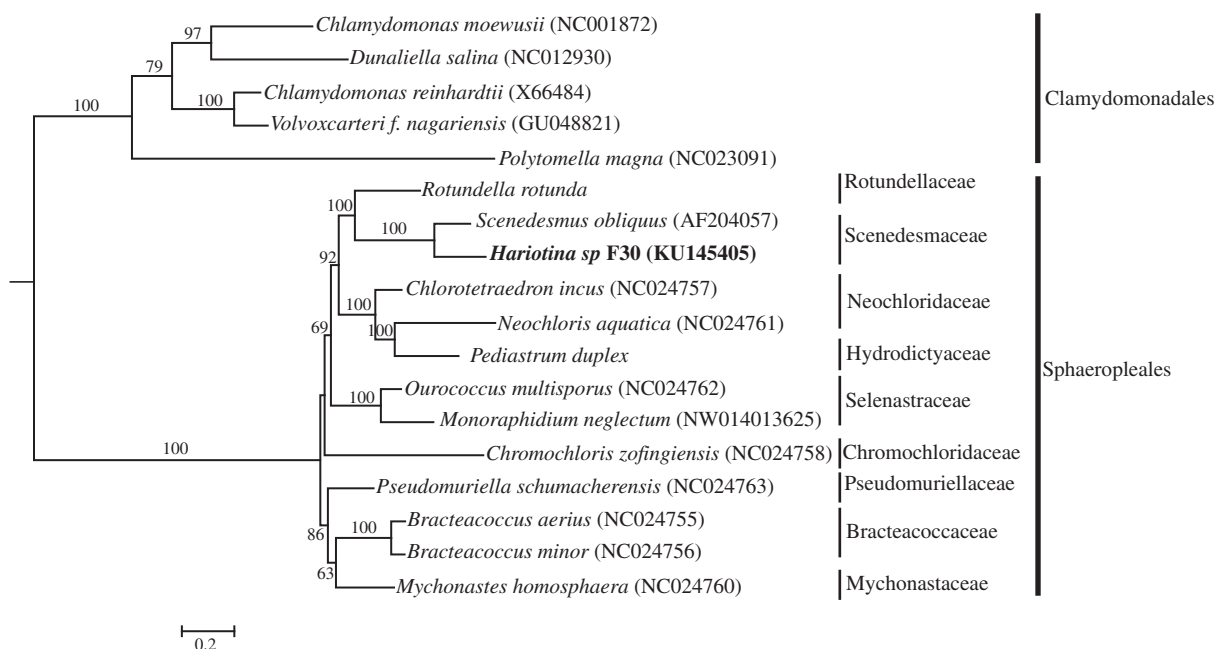 Chlamydomonas moewusii (NC001872)
97
Dunaliella salina (NC012930)
79
Chlamydomonas reinhardtii (X66484)
100
100
Clamydomonadales
Volvoxcarteri f. nagariensis (GU048821)
Polytomella magna (NC023091)
Rotundella rotunda
Rotundellaceae
100
Scenedesmus obliquus (AF204057)
100
Scenedesmaceae
Hariotina sp F30 (KU145405)
92
Chlorotetraedron incus (NC024757)
100
Neochloridaceae
Neochloris aquatica (NC024761)
100
69
Pediastrum duplex
Hydrodictyaceae
Sphaeropleales
Ourococcus multisporus (NC024762)
100
Selenastraceae
Monoraphidium neglectum (NW014013625)
100
Chromochloris zofingiensis (NC024758)
Chromochloridaceae
Pseudomuriella schumacherensis (NC024763)
Pseudomuriellaceae
Bracteacoccus aerius (NC024755)
100
86
Bracteacoccaceae
Bracteacoccus minor (NC024756)
63
Mychonastes homosphaera (NC024760)
Mychonastaceae
0.2